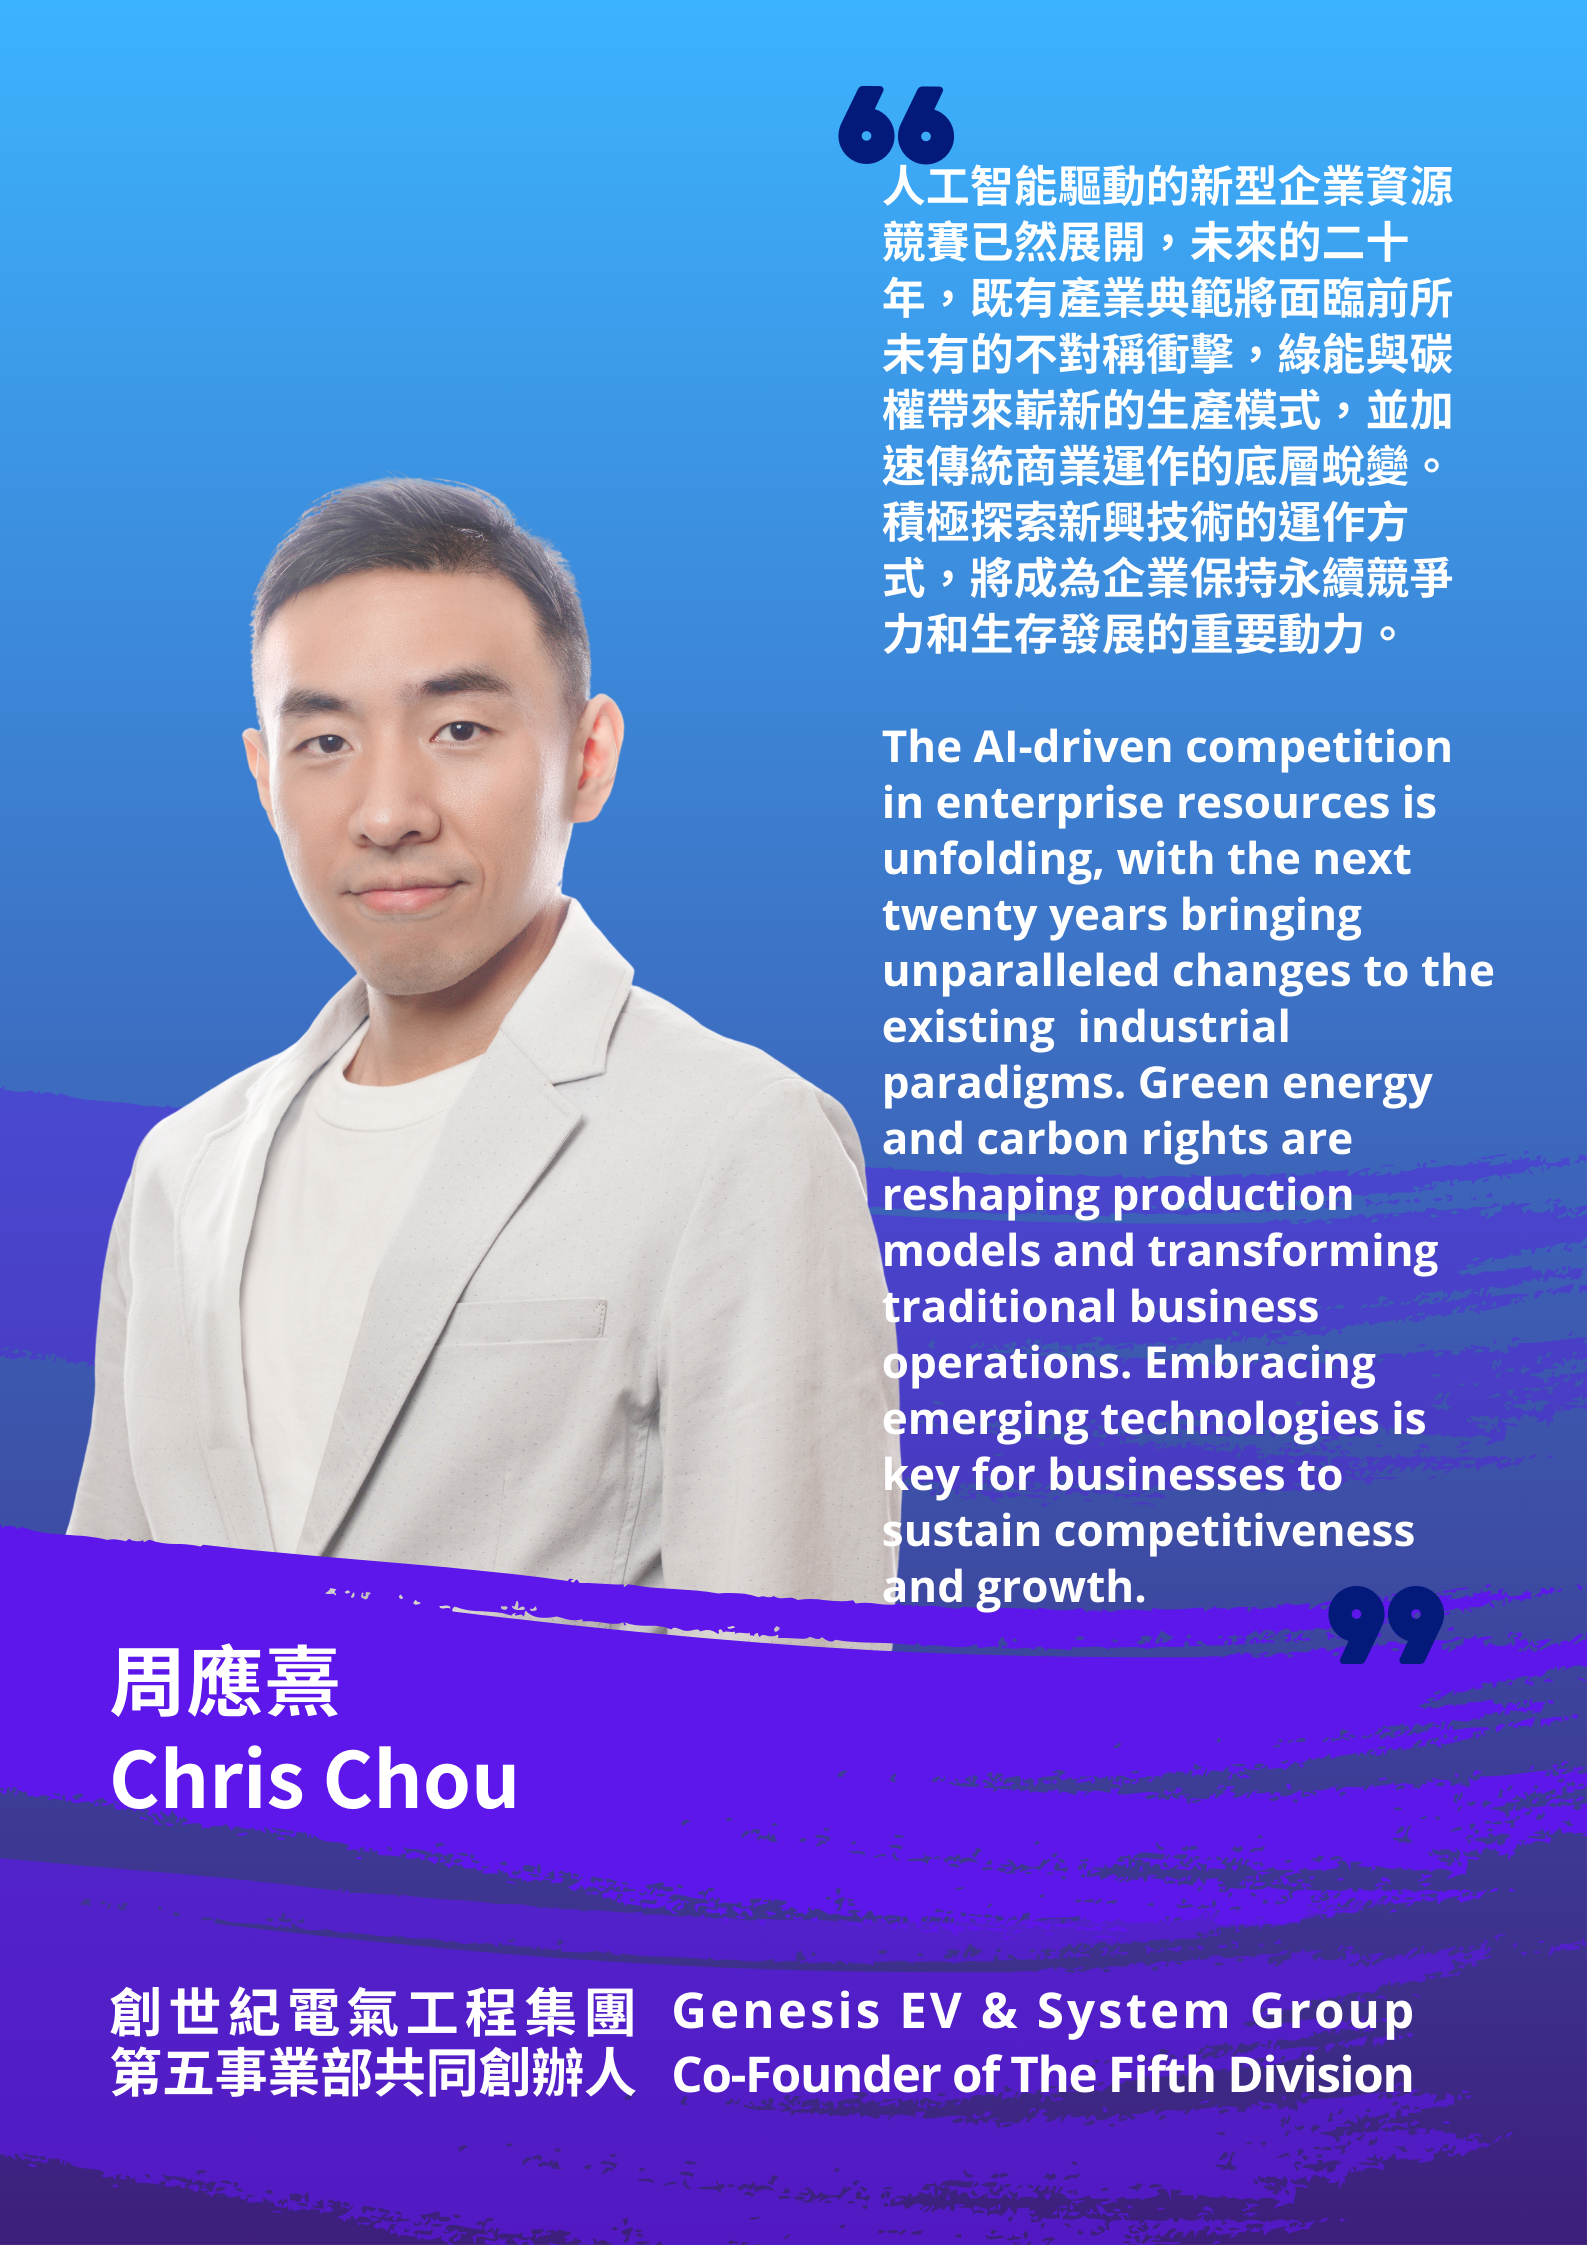 人工智能驅動的新型企業資源
競賽已然展開，未來的二十
年，既有產業典範將面臨前所
未有的不對稱衝擊，綠能與碳
權帶來嶄新的生產模式，並加
速傳統商業運作的底層蛻變。
積極探索新興技術的運作方
式，將成為企業保持永續競爭
力和生存發展的重要動力。
The AI-driven competition
in enterprise resources is
unfolding, with the next
twenty years bringing
unparalleled changes to the
existing  industrial
paradigms. Green energy
and carbon rights are
reshaping production
models and transforming
traditional business
operations. Embracing
emerging technologies is
key for businesses to
sustain competitiveness
and growth.
周應熹
Chris Chou
創世紀電氣工程集團
第五事業部共同創辦人
Genesis EV & System Group
Co-Founder of The Fifth Division